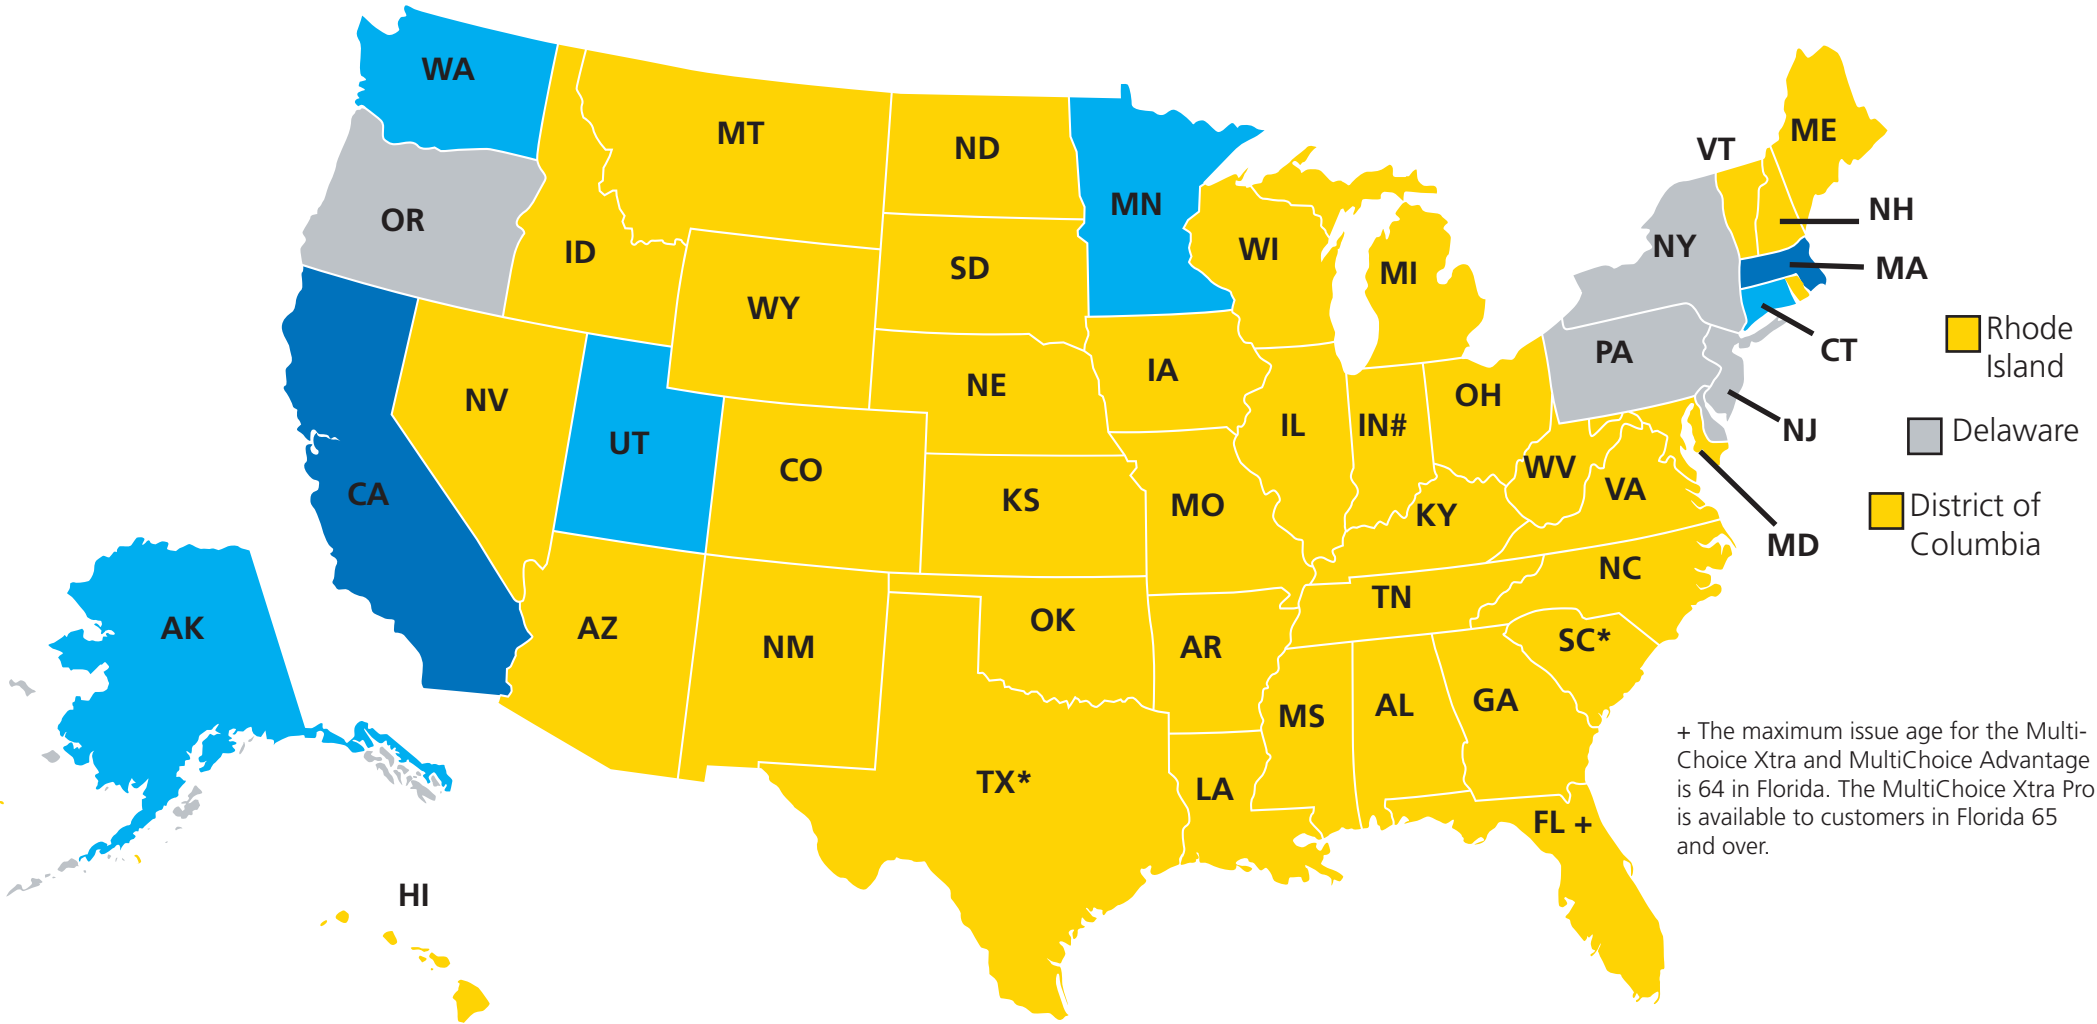 WA
MT
ND
MN
VT
ME
OR
ID
SD
WI
MI
NY
NH
MA
WY
NE
IA
PA
CT
Rhode
Island
NV
UT
CO
IL
IN#
OH
NJ
Delaware
CA
KS
MO
WV
VA
KY
MD
District of
Columbia
AK
AZ
NM
OK
AR
TN
NC
SC*
TX*
LA
MS
AL
GA
FL +
HI
+ The maximum issue age for the Multi-
Choice Xtra and MultiChoice Advantage
is 64 in Florida. The MultiChoice Xtra Pro
is available to customers in Florida 65
and over.